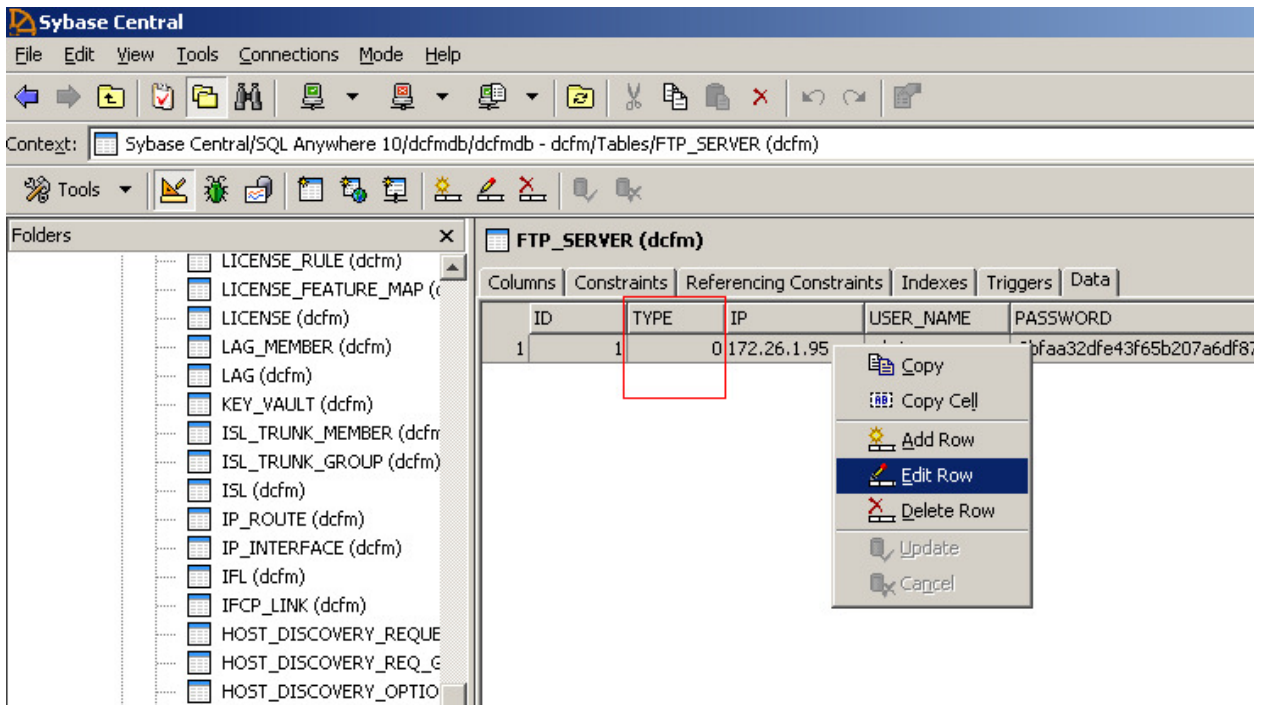 Sybase Central
File Edit View Tools Connections Mode Help
Context: Sybase Central/SQL Anywhere 10/dcfmdb/dcfmdb - dcfm/Tables/FTP_SERVER (dcfm)
Tools
Folders
FTP_SERVER (dcfm)
Columns Constraints Referencing Constraints Indexes Triggers Data
ID TYPE IP USER_NAME PASSWORD
1 1 0 172.26.1.95 bfaa32dfe43f65b207a6df87
Copy
Copy Cell
Add Row
Edit Row
Delete Row
Update
Cancel
LICENSE_RULE (dcfm)
LICENSE_FEATURE_MAP (
LICENSE (dcfm)
LAG_MEMBER (dcfm)
LAG (dcfm)
KEY_VAULT (dcfm)
ISL_TRUNK_MEMBER (dcfm
ISL_TRUNK_GROUP (dcfm)
ISL (dcfm)
IP_ROUTE (dcfm)
IP_INTERFACE (dcfm)
IFL (dcfm)
IFCP_LINK (dcfm)
HOST_DISCOVERY_REQUE
HOST_DISCOVERY_REQ_G
HOST_DISCOVERY_OPTIO